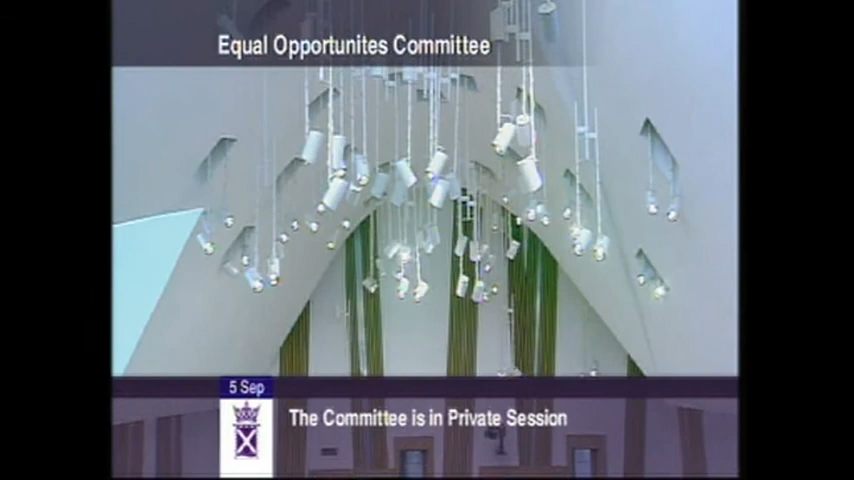 Equal Opportunites Committee
5 Sep
The Committee is in Private Session